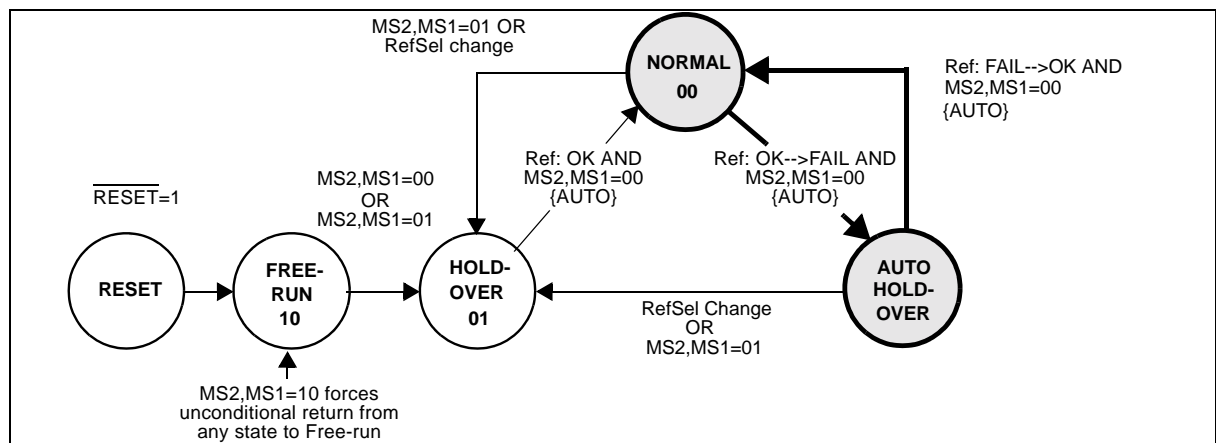 MS2,MS1=01 OR
RefSel change
NORMAL
00
Ref: FAIL-->OK AND
MS2,MS1=00
{AUTO}
Ref: OK AND
MS2,MS1=00
{AUTO}
Ref: OK-->FAIL AND
MS2,MS1=00
{AUTO}
RESET=1
MS2,MS1=00
OR
MS2,MS1=01
RESET
FREE-
RUN
10
HOLD-
OVER
01
AUTO
HOLD-
OVER
RefSel Change
OR
MS2,MS1=01
MS2,MS1=10 forces
unconditional return from
any state to Free-run